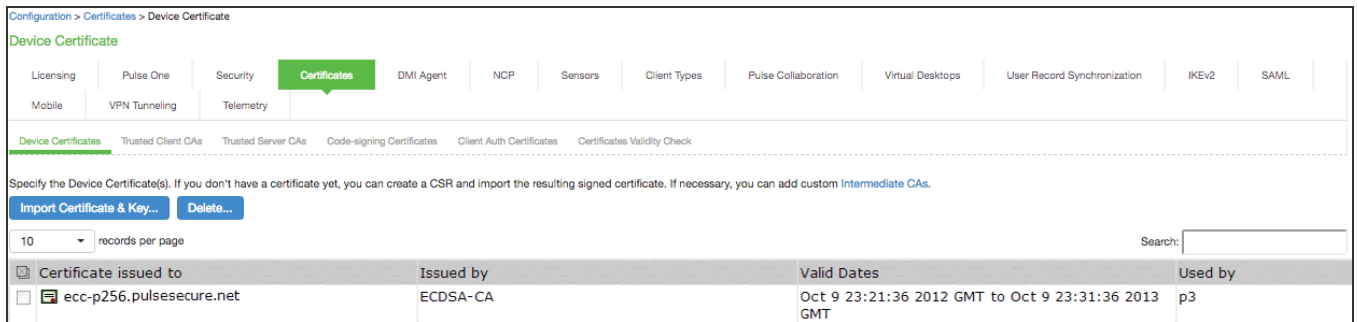 Configuration > Certificates > Device Certificate
Device Certificate
Licensing Pulse One Security Certificates DMI Agent NCP Sensors Client Types Pulse Collaboration Virtual Desktops User Record Synchronization IKEv2 SAML
Mobile VPN Tunneling Telemetry
Device Certificates Trusted Client CAs Trusted Server CAs Code-signing Certificates Client Auth Certificates Certificates Validity Check
Specify the Device Certificate(s). If you don't have a certificate yet, you can create a CSR and import the resulting signed certificate. If necessary, you can add custom Intermediate CAs.
Import Certificate & Key... Delete...
10 records per page Search:
Certificate issued to Issued by Valid Dates Used by
ecc-p256.pulsesecure.net ECDSA-CA Oct 9 23:21:36 2012 GMT to Oct 9 23:31:36 2013 p3
GMT